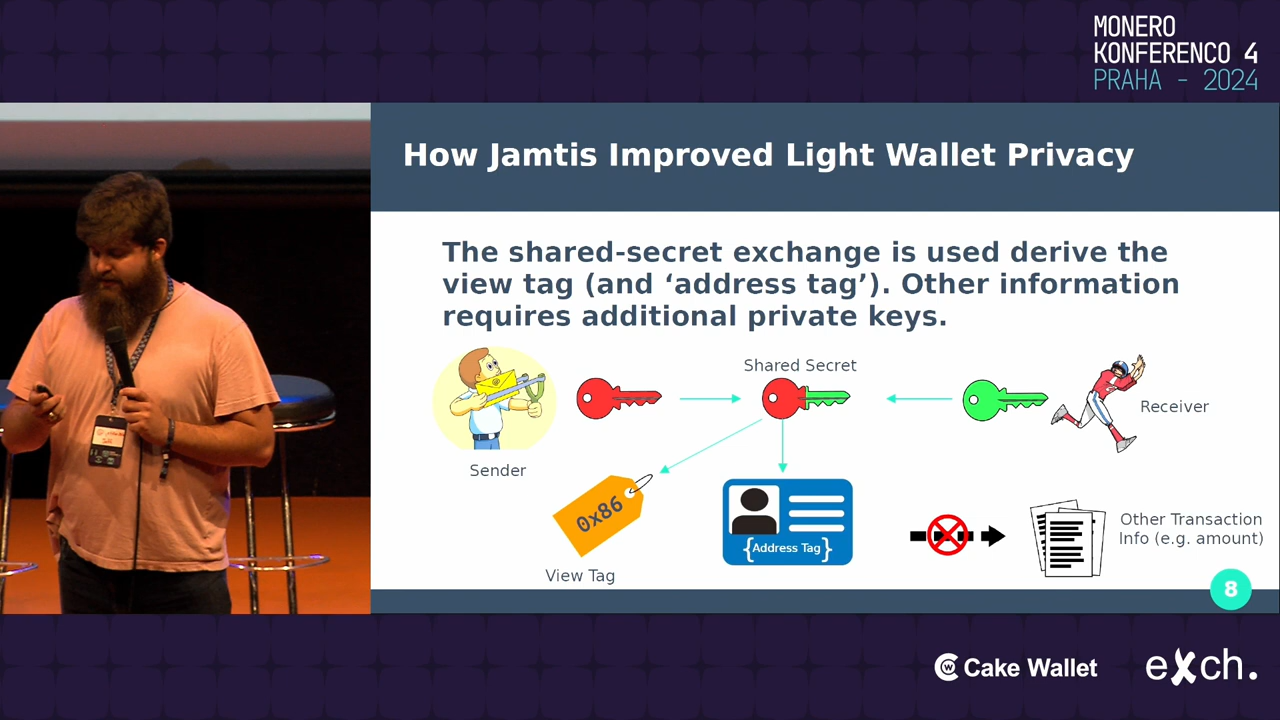 MONERO
KONFERENCO 4
PRAHA - 2024
How Jamtis Improved Light Wallet Privacy
The shared-secret exchange is used derive the
view tag (and ‘address tag’). Other information
requires additional private keys.
Shared Secret
Receiver
Sender
0x86
{Address Tag}
View Tag
Other Transaction
Info (e.g. amount)
8
Cake Wallet
eXch.